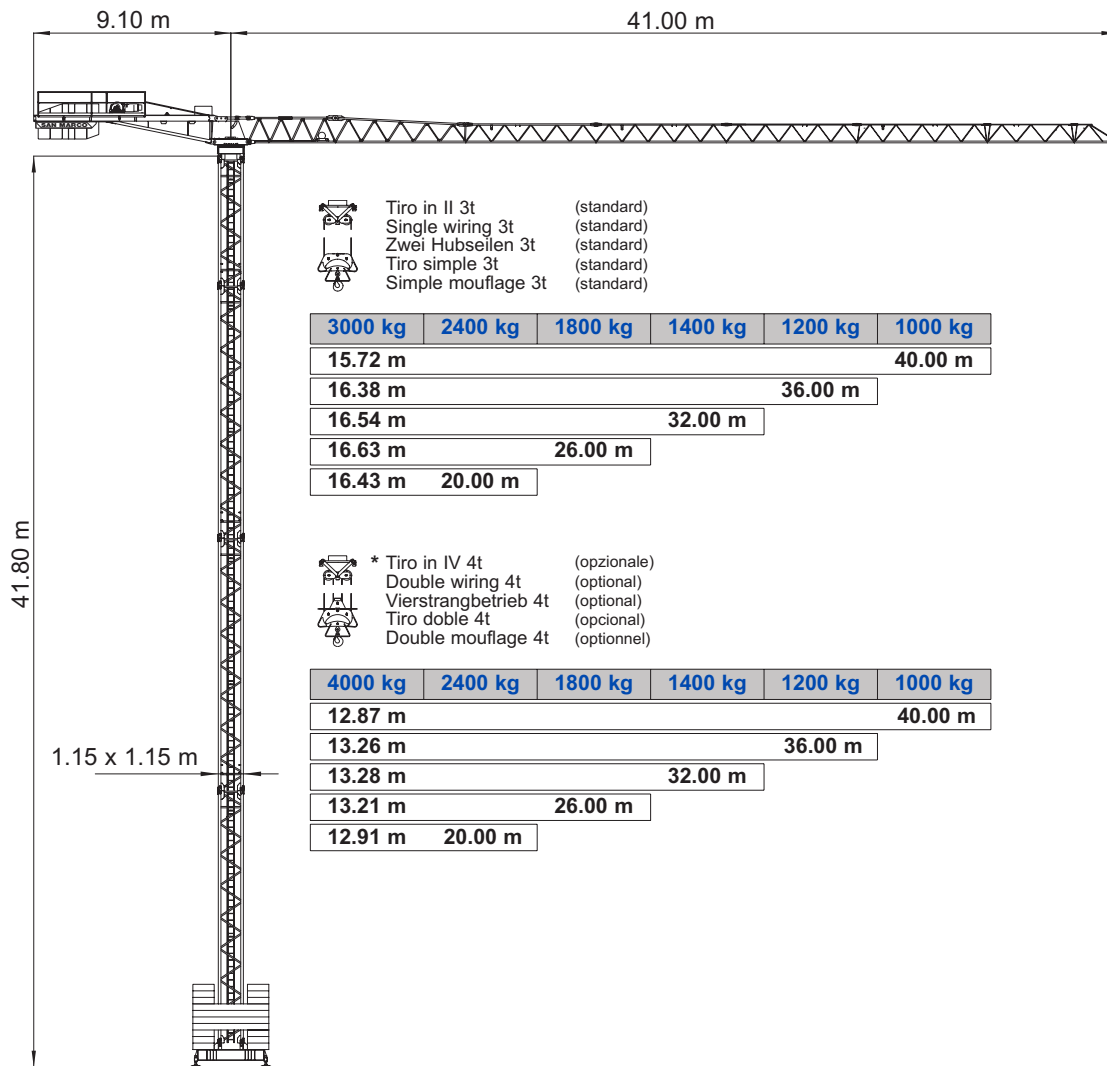 9.10 m 41.00 m
SAN MARCO
Tiro in II 3t (standard)
Single wiring 3t (standard)
Zwei Hubseilen 3t (standard)
Tiro simple 3t (standard)
Simple mouflage 3t (standard)
3000 kg 2400 kg 1800 kg 1400 kg 1200 kg 1000 kg
15.72 m 40.00 m
16.38 m 36.00 m
16.54 m 32.00 m
16.63 m 26.00 m
16.43 m 20.00 m
41.80 m
* Tiro in IV 4t (opzionale)
Double wiring 4t (optional)
Vierstrangbetrieb 4t (optional)
Tiro doble 4t (opcional)
Double mouflage 4t (optionnel)
4000 kg 2400 kg 1800 kg 1400 kg 1200 kg 1000 kg
12.87 m 40.00 m
13.26 m 36.00 m
1.15 x 1.15 m
13.28 m 32.00 m
13.21 m 26.00 m
12.91 m 20.00 m